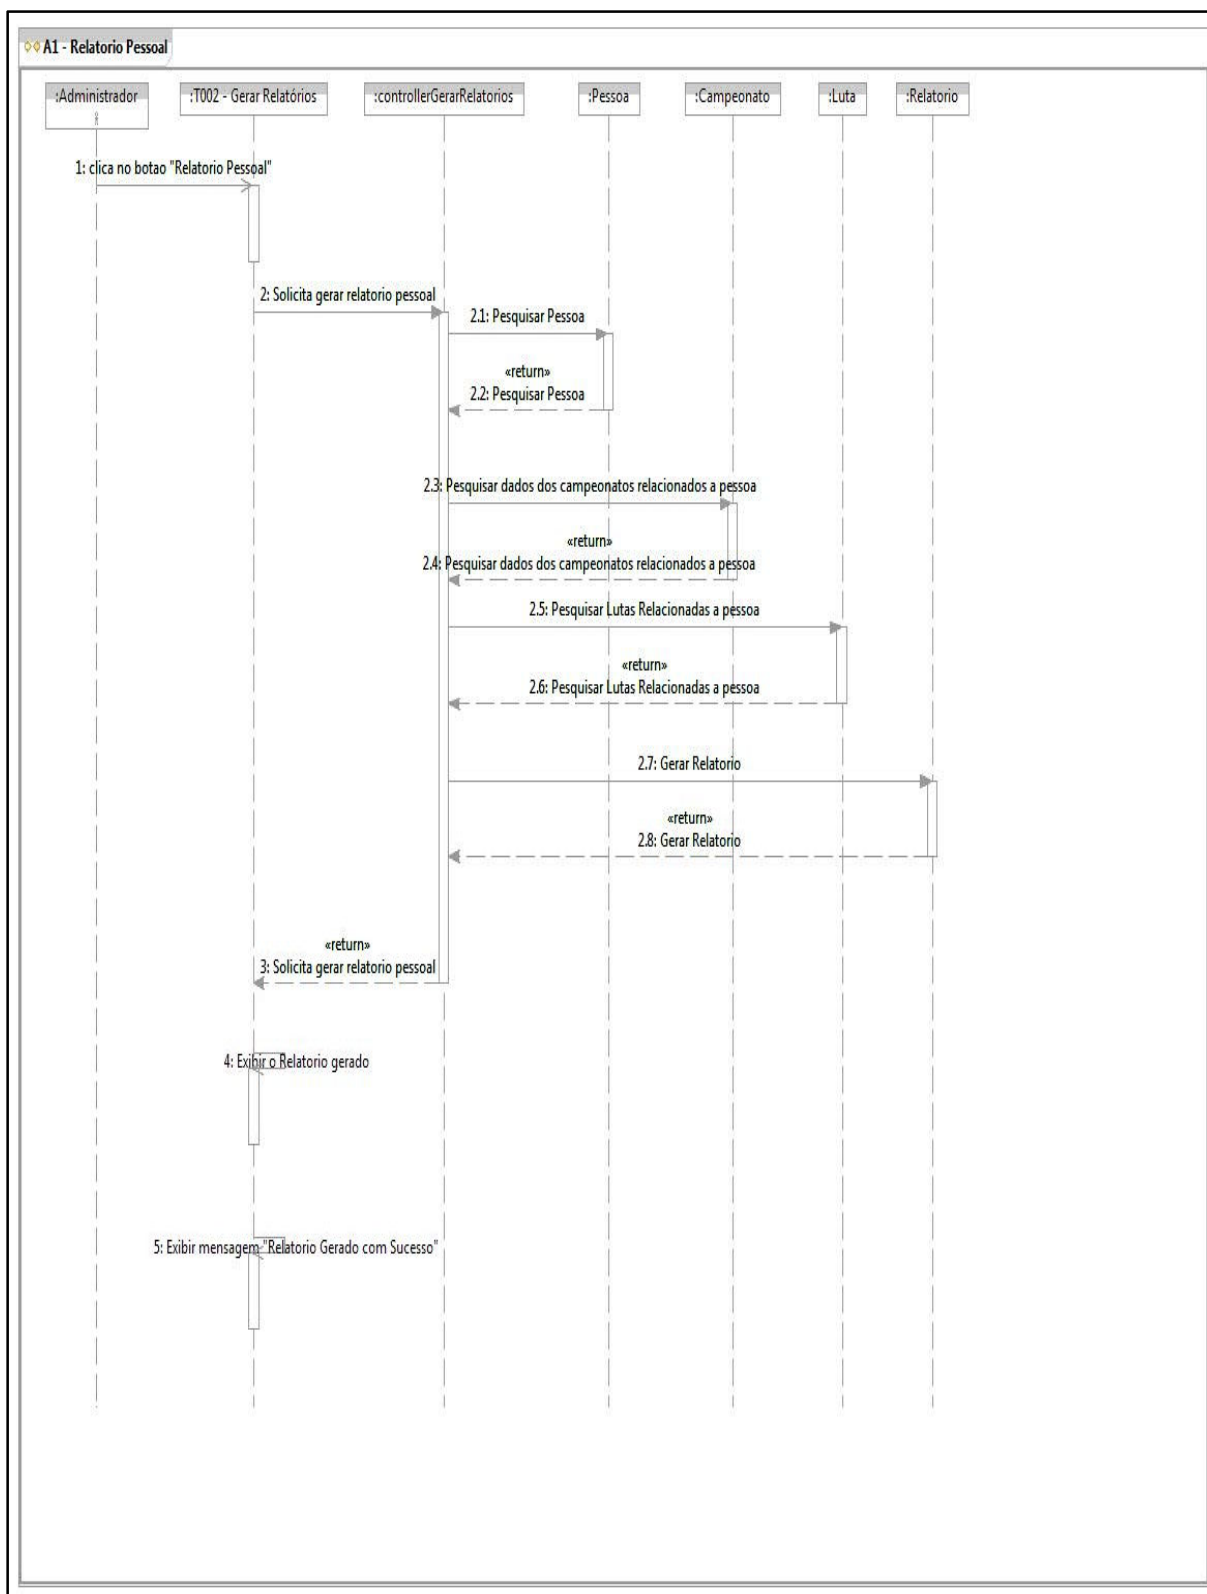 A1 - Relatorio Pessoal
:Administrador
:T002 - Gerar Relatórios
:controllerGerarRelatorios
:Pessoa
:Campeonato
:Luta
:Relatorio
1: clica no botao "Relatorio Pessoal"
2: Solicita gerar relatorio pessoal
2.1: Pesquisar Pessoa
«return»
2.2: Pesquisar Pessoa
2.3: Pesquisar dados dos campeonatos relacionados a pessoa
«return»
2.4: Pesquisar dados dos campeonatos relacionados a pessoa
2.5: Pesquisar Lutas Relacionadas a pessoa
«return»
2.6: Pesquisar Lutas Relacionadas a pessoa
2.7: Gerar Relatorio
«return»
2.8: Gerar Relatorio
«return»
3: Solicita gerar relatorio pessoal
4: Exibir o Relatorio gerado
5: Exibir mensagem "Relatorio Gerado com Sucesso"